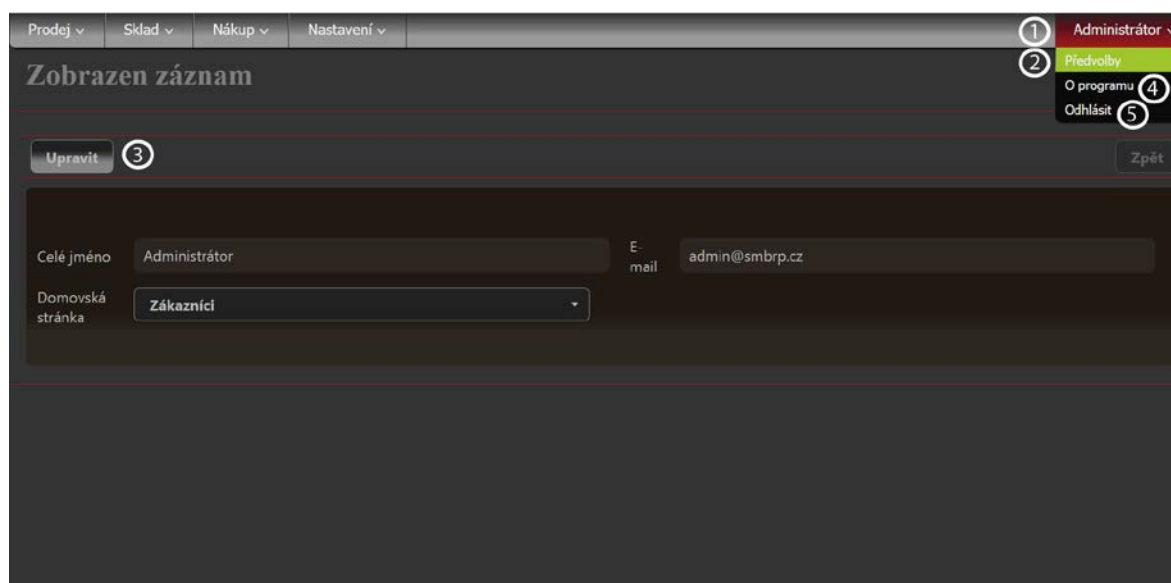 Prodej Sklad Nákup Nastavení 1 Administrátor
Zobrazen záznam
2 Předvolby
O programu 4
Odhlásit 5
Upravit 3 Zpět
Celé jméno Administrátor E-mail admin@smbrp.cz
Domovská stránka Zákazníci